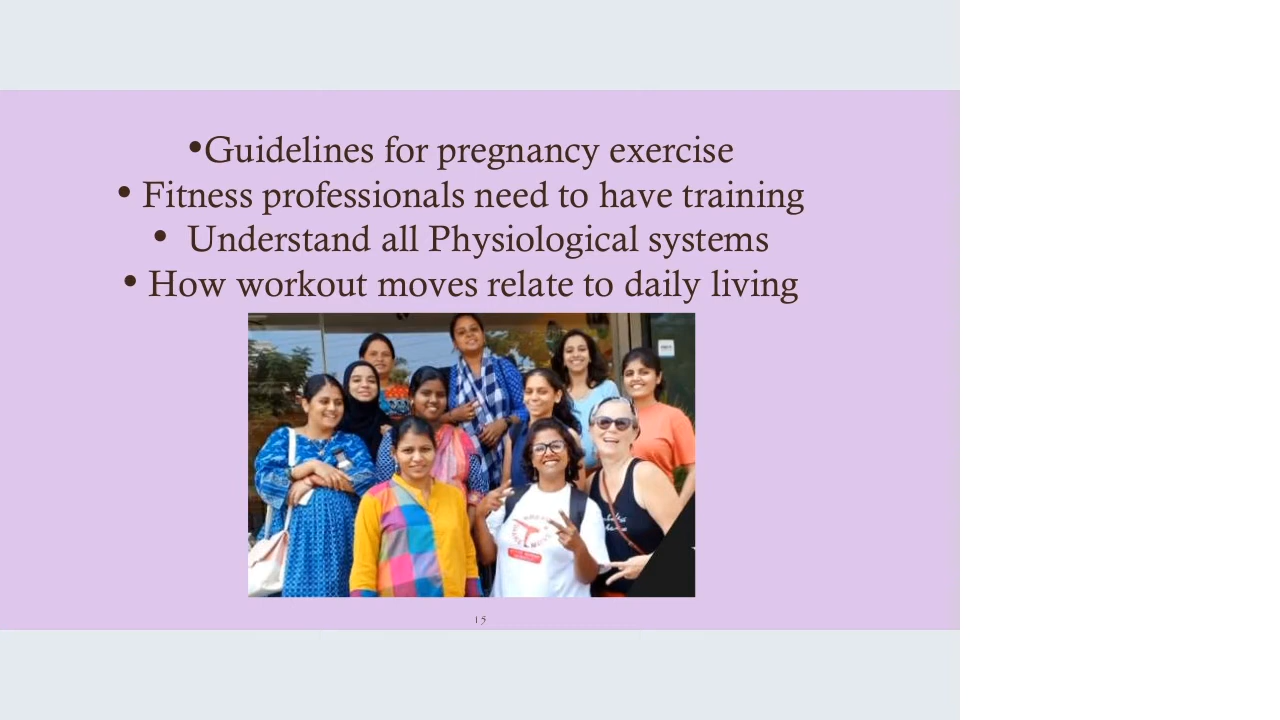 •Guidelines for pregnancy exercise
• Fitness professionals need to have training
• Understand all Physiological systems
• How workout moves relate to daily living
15